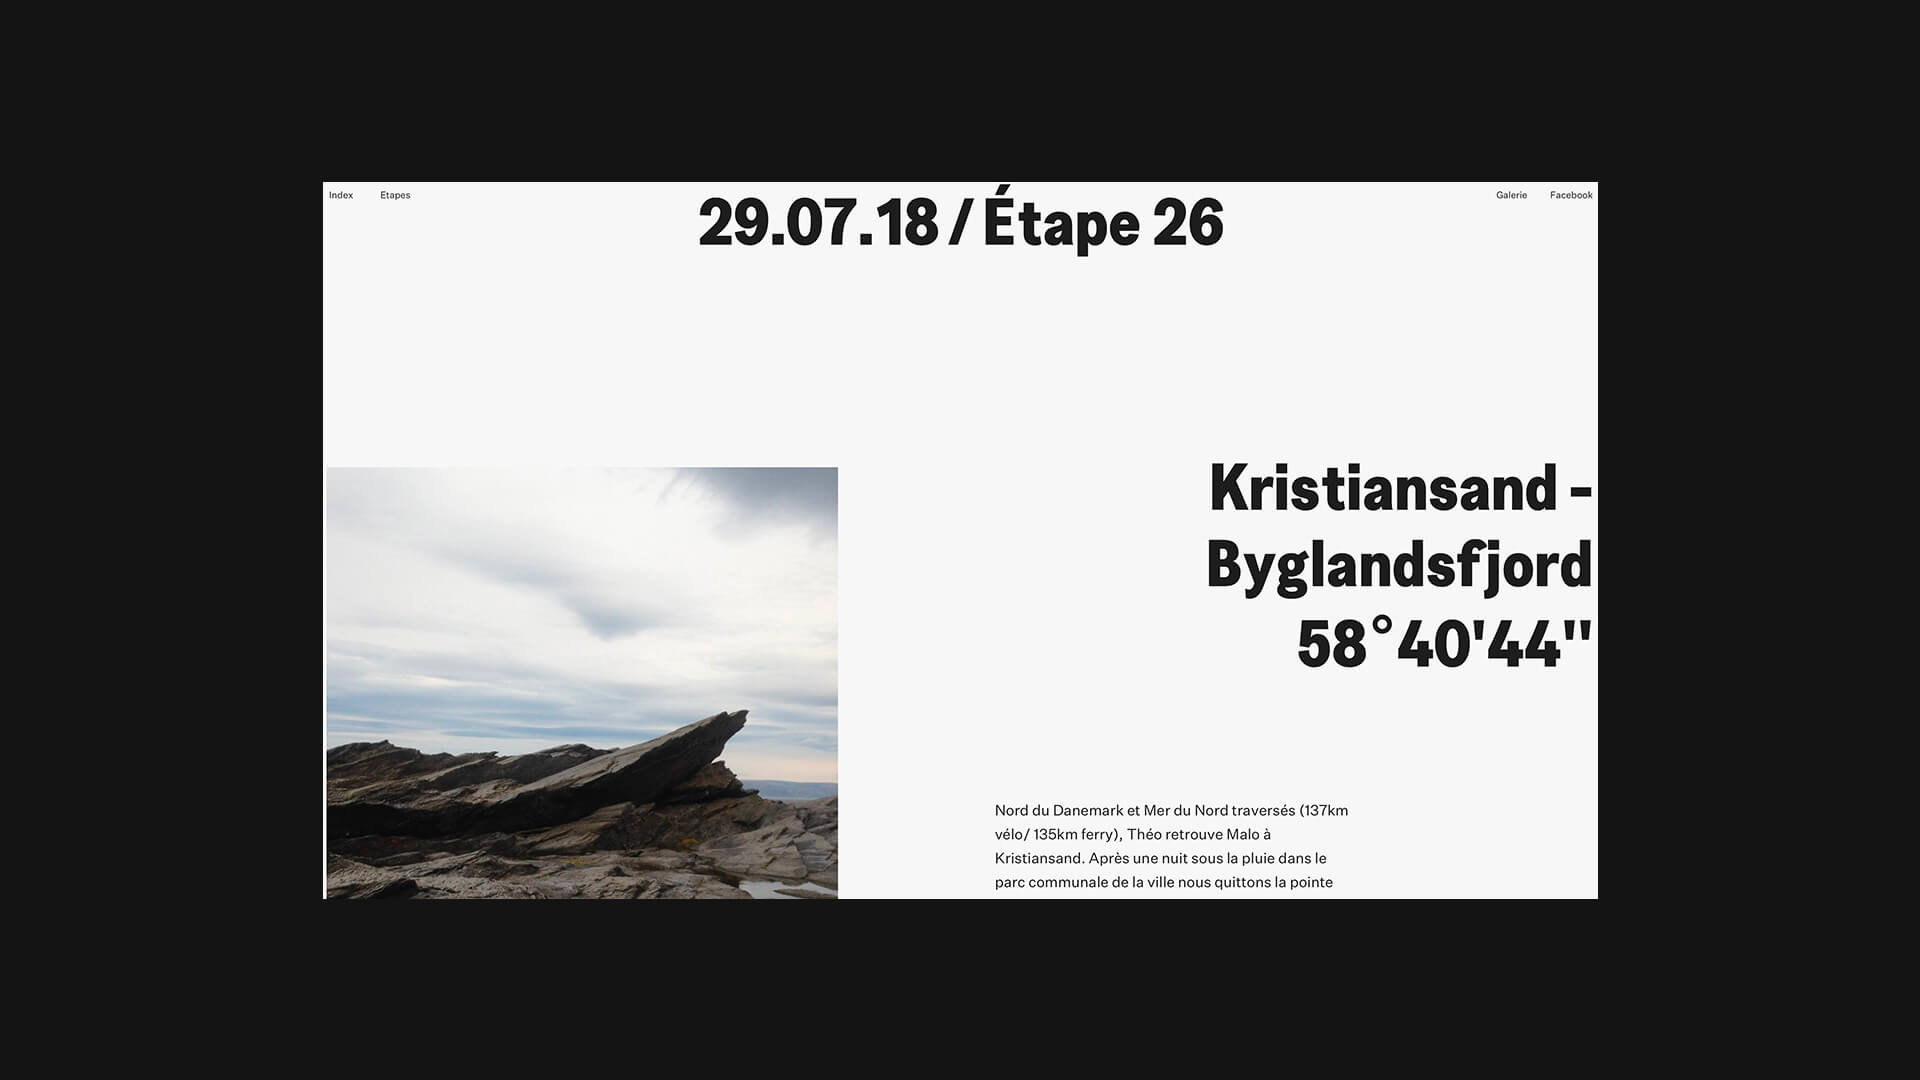 Index
Etapes
29.07.18 / Étape 26
Galerie
Facebook
Kristiansand -
Byglandsfjord
58°40'44''
Nord du Danemark et Mer du Nord traversés (137km
vélo/ 135km ferry), Théo retrouve Malo à
Kristiansand. Après une nuit sous la pluie dans le
parc communale de la ville nous quittons la pointe